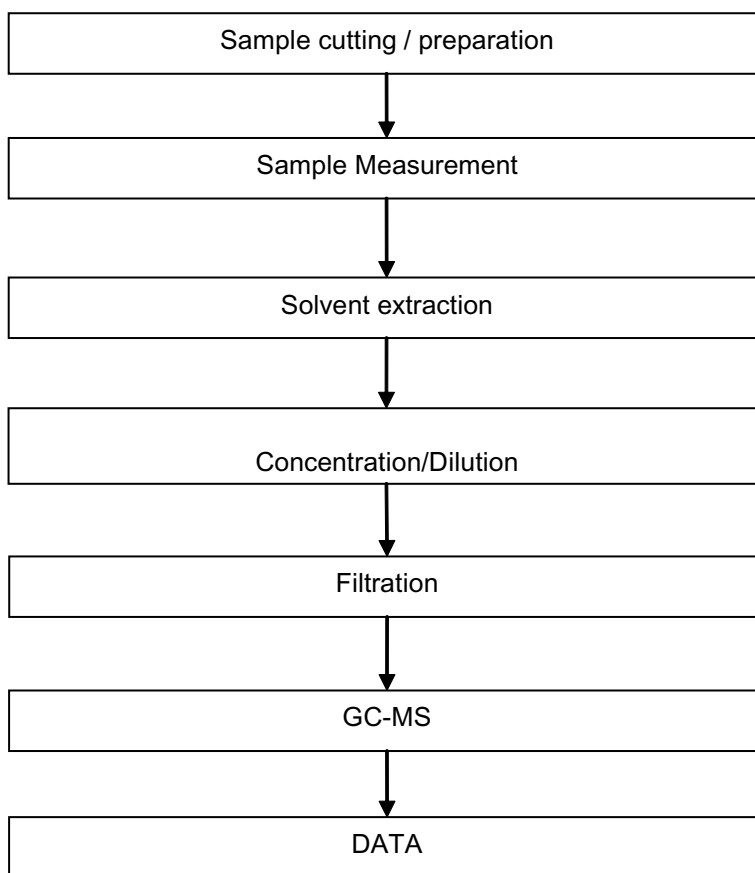 Sample cutting / preparation
Sample Measurement
Solvent extraction
Concentration/Dilution
Filtration
GC-MS
DATA